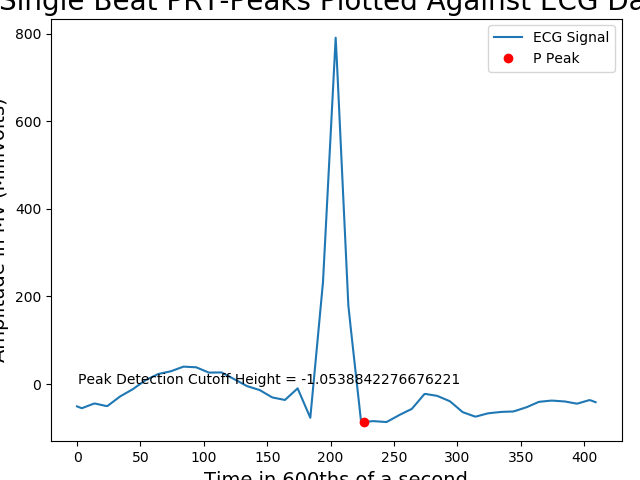 Single Beat PRT-Peaks Plotted Against ECG Da
ECG Signal
P Peak
Amplitude in MV (Millivolts)
800
600
400
200
0
Peak Detection Cutoff Height = -1.0538842276676221
0 50 100 150 200 250 300 350 400
Time in 600ths of a second